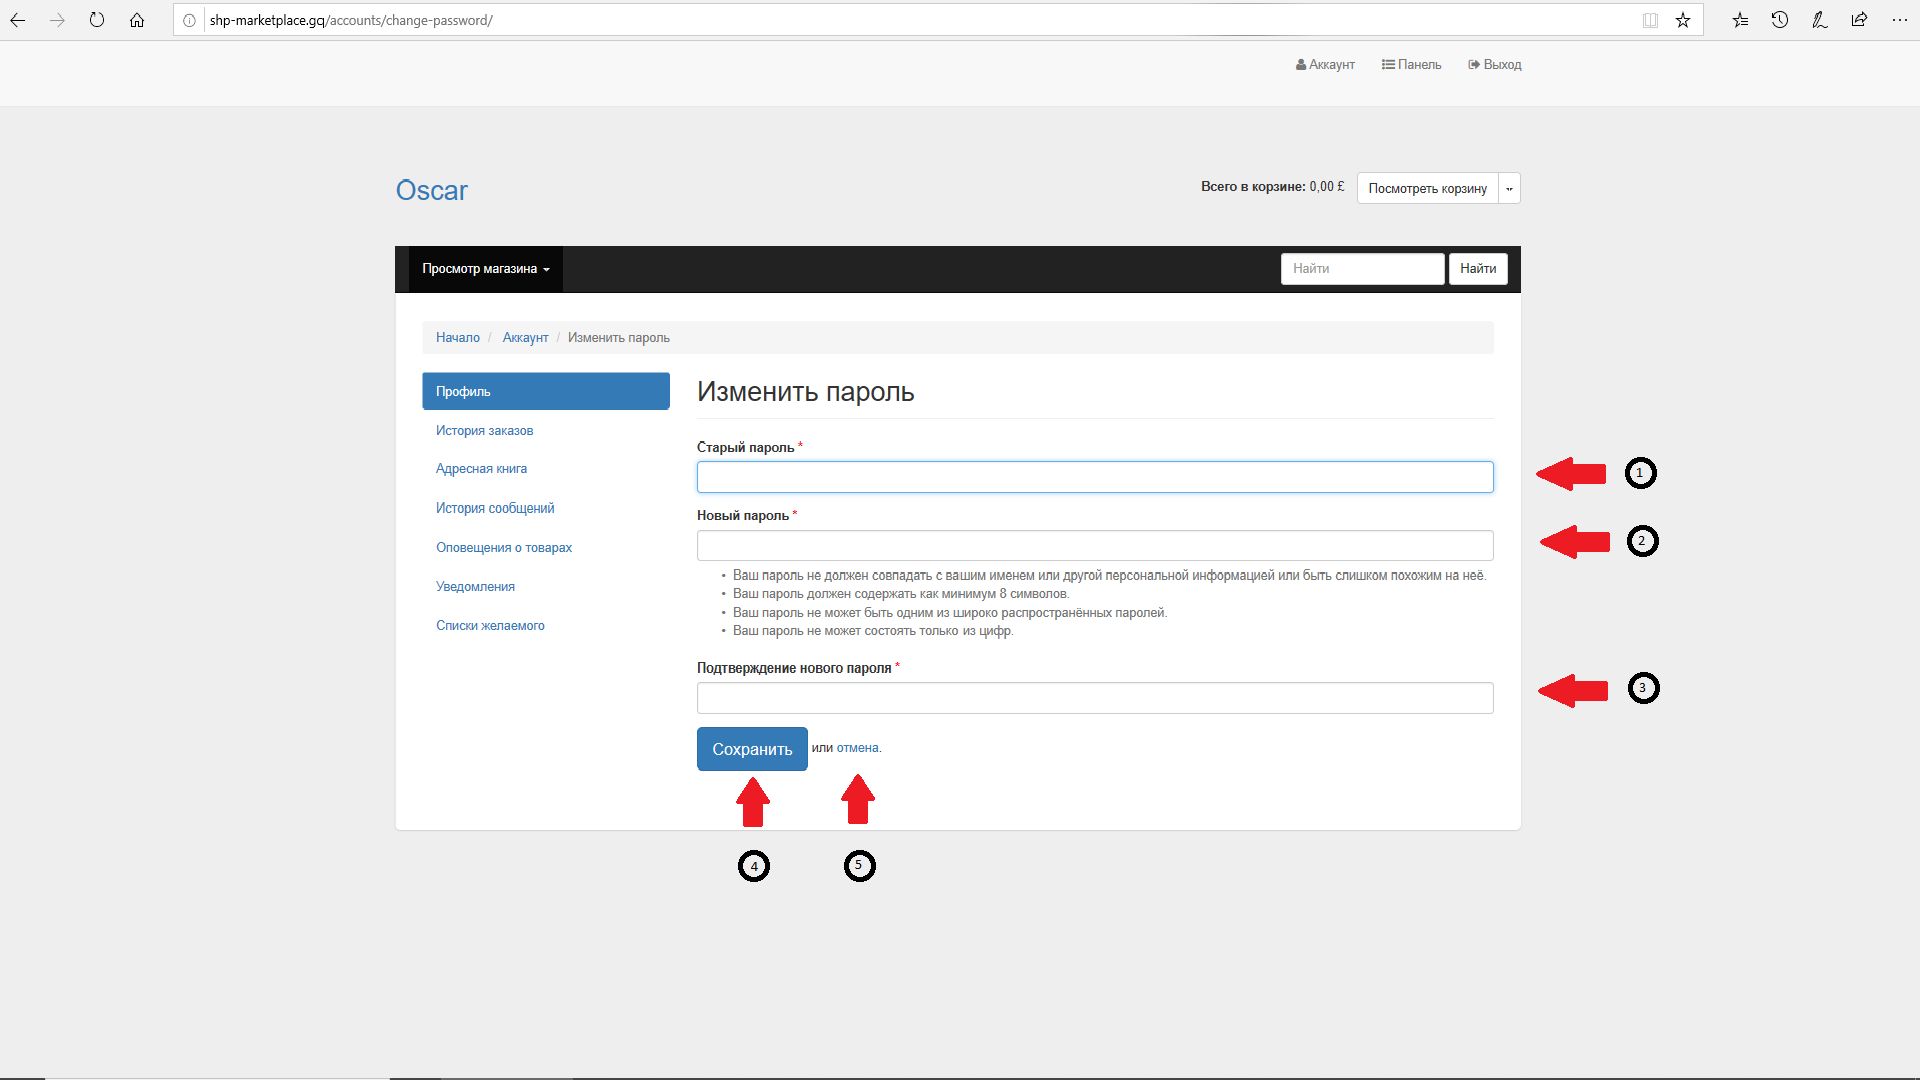 shp-marketplace.gq/accounts/change-password/
Аккаунт Панель Выход
Oscar
Всего в корзине: 0,00 £ Посмотреть корзину
Просмотр магазина Найти Найти
Начало / Аккаунт / Изменить пароль
Профиль
История заказов
Адресная книга
История сообщений
Оповещения о товарах
Уведомления
Списки желаемого
Изменить пароль
Старый пароль *
1
Новый пароль *
2
• Ваш пароль не должен совпадать с вашим именем или другой персональной информацией или быть слишком похожим на неё.
• Ваш пароль должен содержать как минимум 8 символов.
• Ваш пароль не может быть одним из широко распространённых паролей.
• Ваш пароль не может состоять только из цифр.
Подтверждение нового пароля *
3
Сохранить или отмена.
4 5